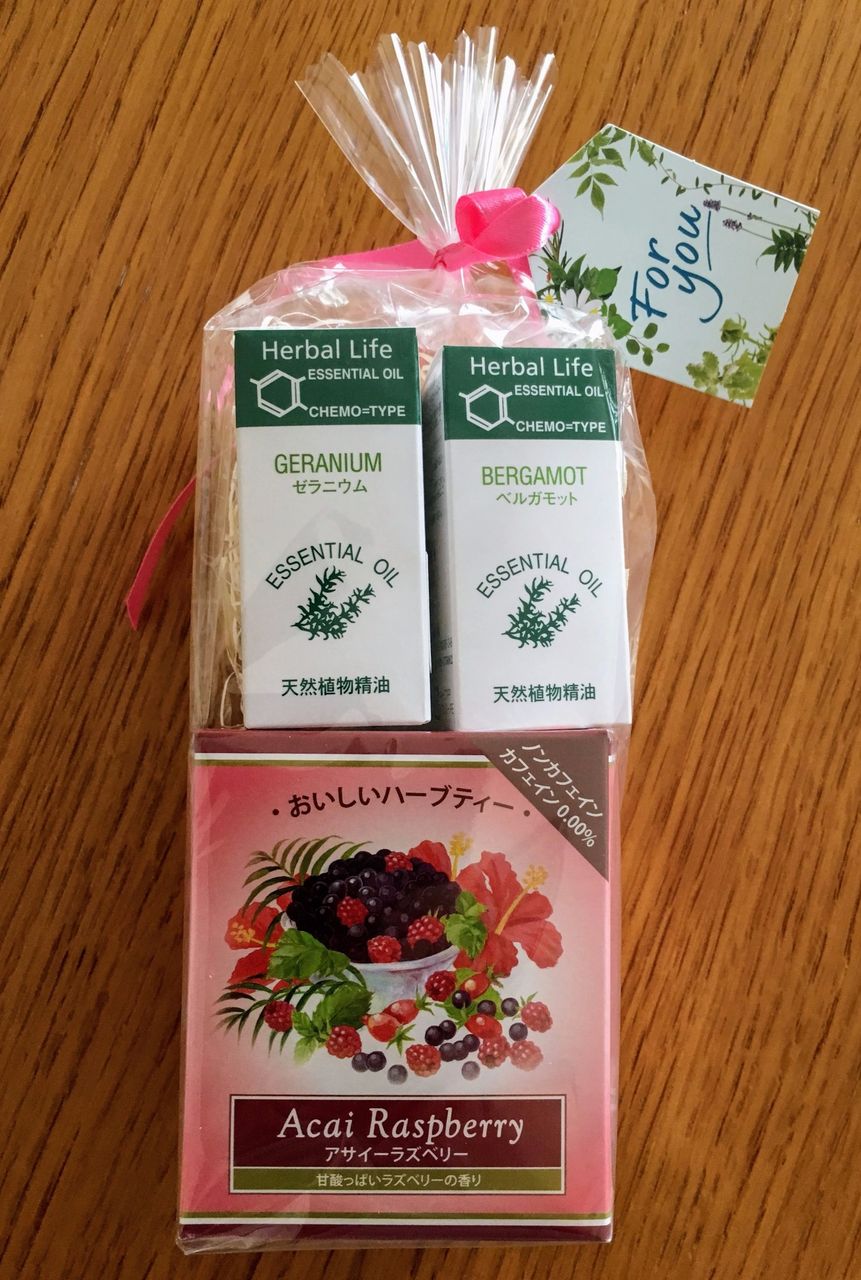 For
you
Herbal Life
ESSENTIAL OIL
CHEMO=TYPE
GERANIUM
ゼラニウム
ESSENTIAL OIL
天然植物精油
Herbal Life
ESSENTIAL OIL
CHEMO=TYPE
BERGAMOT
ベルガモット
ESSENTIAL OIL
天然植物精油
ノンカフェイン
カフェイン0.00%
・おいしいハーブティー・
Acai Raspberry
アサイーラズベリー
甘酸っぱいラズベリーの香り